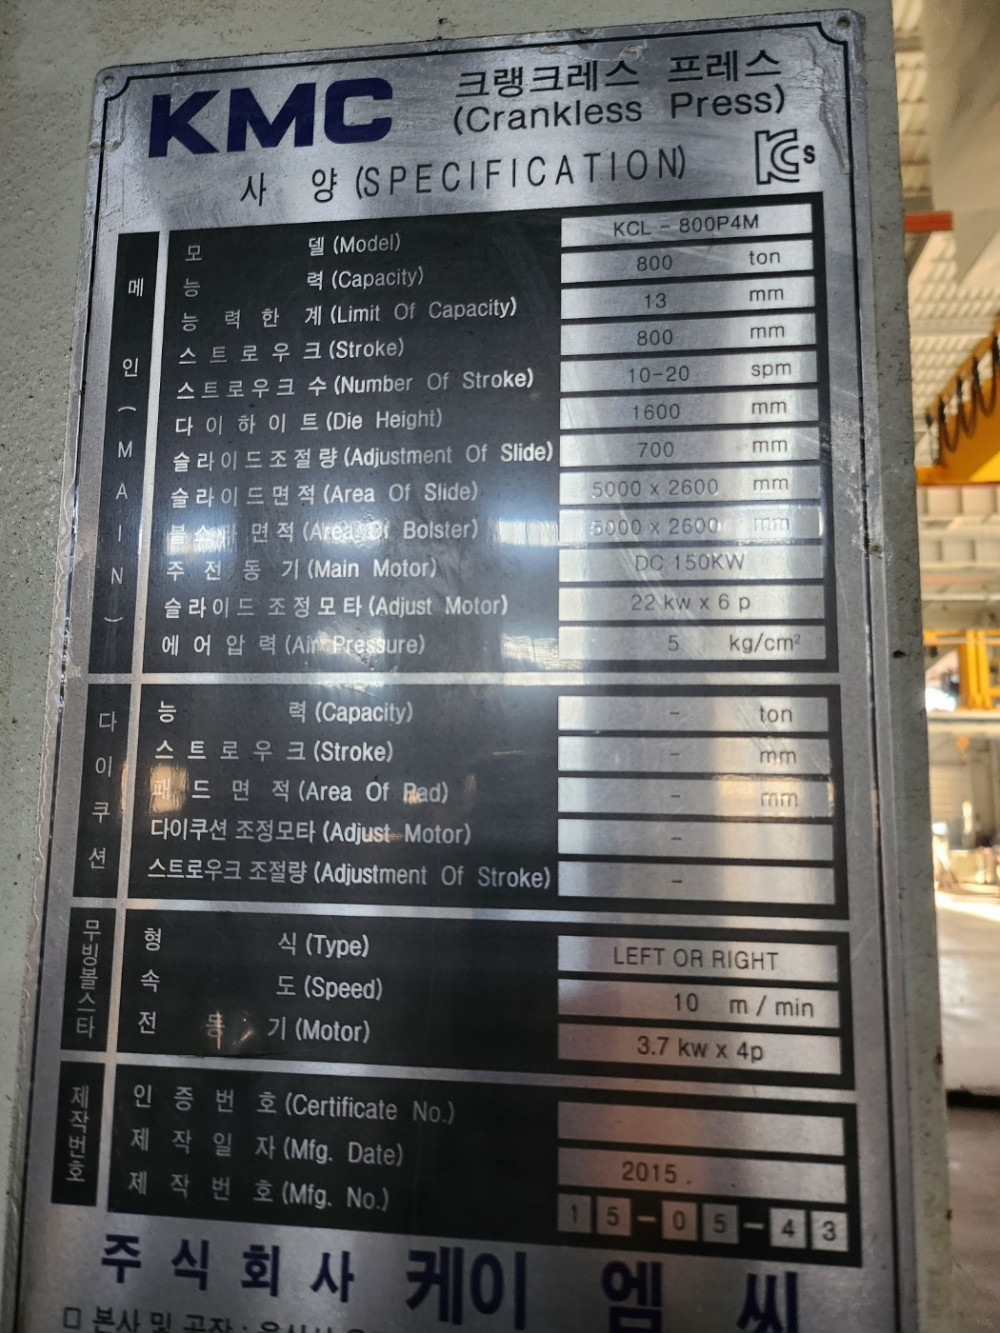 KMC 크랭크레스 프레스
(Crankless Press)
사 양 (SPECIFICATION)
메인(MAIN)
모 델 (Model) KCL - 800P4M
능 력 (Capacity) 800 ton
능 력 한 계 (Limit Of Capacity) 13 mm
스 트 로 우 크 (Stroke) 800 mm
스트로우크 수 (Number Of Stroke) 10-20 spm
다 이 하 이 트 (Die Height) 1600 mm
슬라이드조절량 (Adjustment Of Slide) 700 mm
슬라이드면적 (Area Of Slide) 5000 x 2600 mm
볼스 면적 (Area Of Bolster) 5000 x 2600 mm
주 전 동 기 (Main Motor) DC 150KW
슬라이드 조정모타 (Adjust Motor) 22 kw x 6 p
에 어 압 력 (Air Pressure) 5 kg/cm²
다이쿠션
능 력 (Capacity) - ton
스 트 로 우 크 (Stroke) - mm
패 드 면 적 (Area Of Pad) - mm
다이쿠션 조정모타 (Adjust Motor) -
스트로우크 조절량 (Adjustment Of Stroke) -
무빙볼스타
형 식 (Type) LEFT OR RIGHT
속 도 (Speed) 10 m / min
전 동 기 (Motor) 3.7 kw x 4p
제작번호
인 증 번 호 (Certificate No.)
제 작 일 자 (Mfg. Date) 2015 .
제 작 번 호 (Mfg. No.) 15-05-43
주식회사 케이 엠 씨
□ 본사 및 공장 :